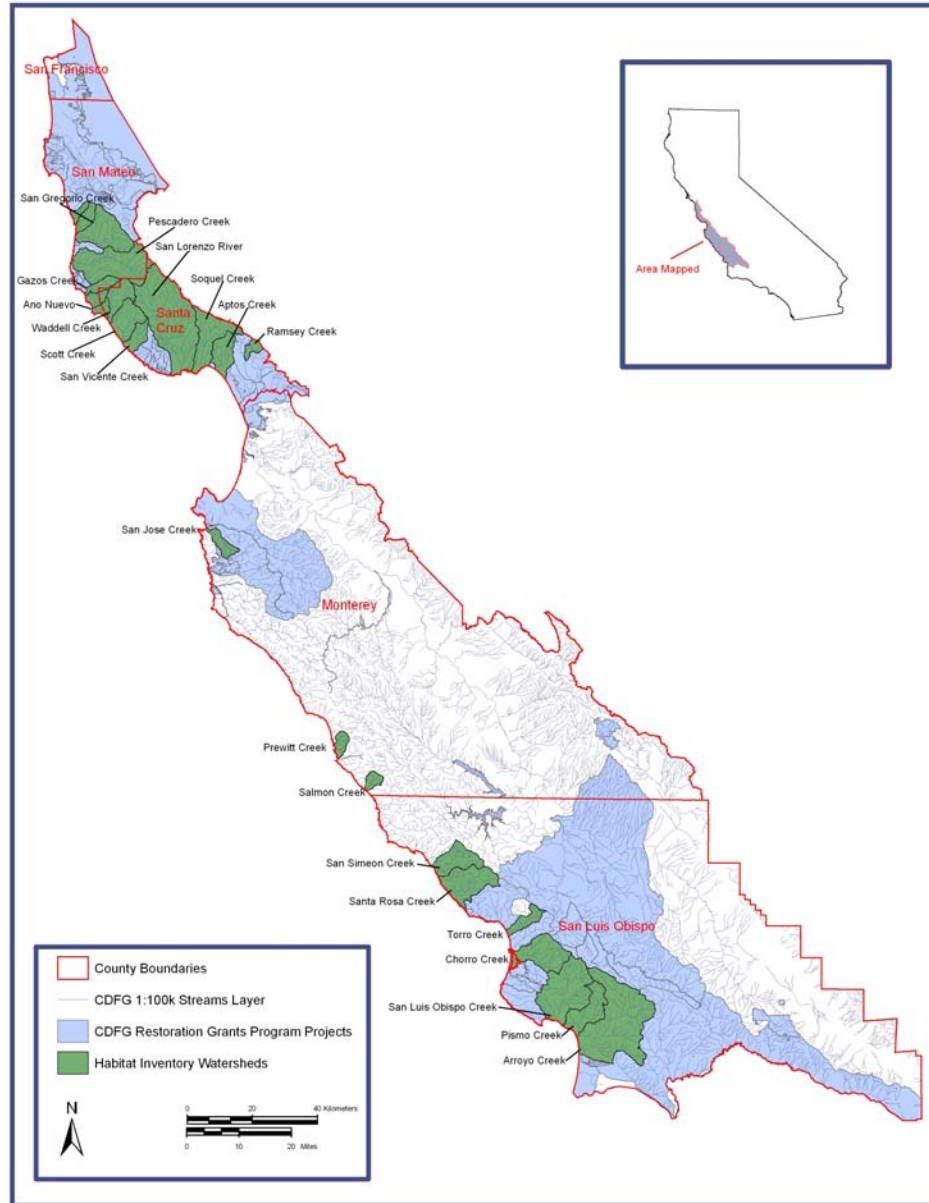 San Francisco
San Mateo
San Gregorio Creek
Pescadero Creek
San Lorenzo River
Soquel Creek
Gazos Creek
Aptos Creek
Ano Nuevo
Santa
Cruz
Ramsey Creek
Waddell Creek
Scott Creek
San Vicente Creek
Area Mapped
San Jose Creek
Monterey
Prewitt Creek
Salmon Creek
San Simeon Creek
Santa Rosa Creek
Torro Creek
San Luis Obispo
Chorro Creek
San Luis Obispo Creek
Pismo Creek
Arroyo Creek
County Boundaries
CDFG 1:100k Streams Layer
CDFG Restoration Grants Program Projects
Habitat Inventory Watersheds
N
0 20 40 Kilometers
0 10 20 Miles